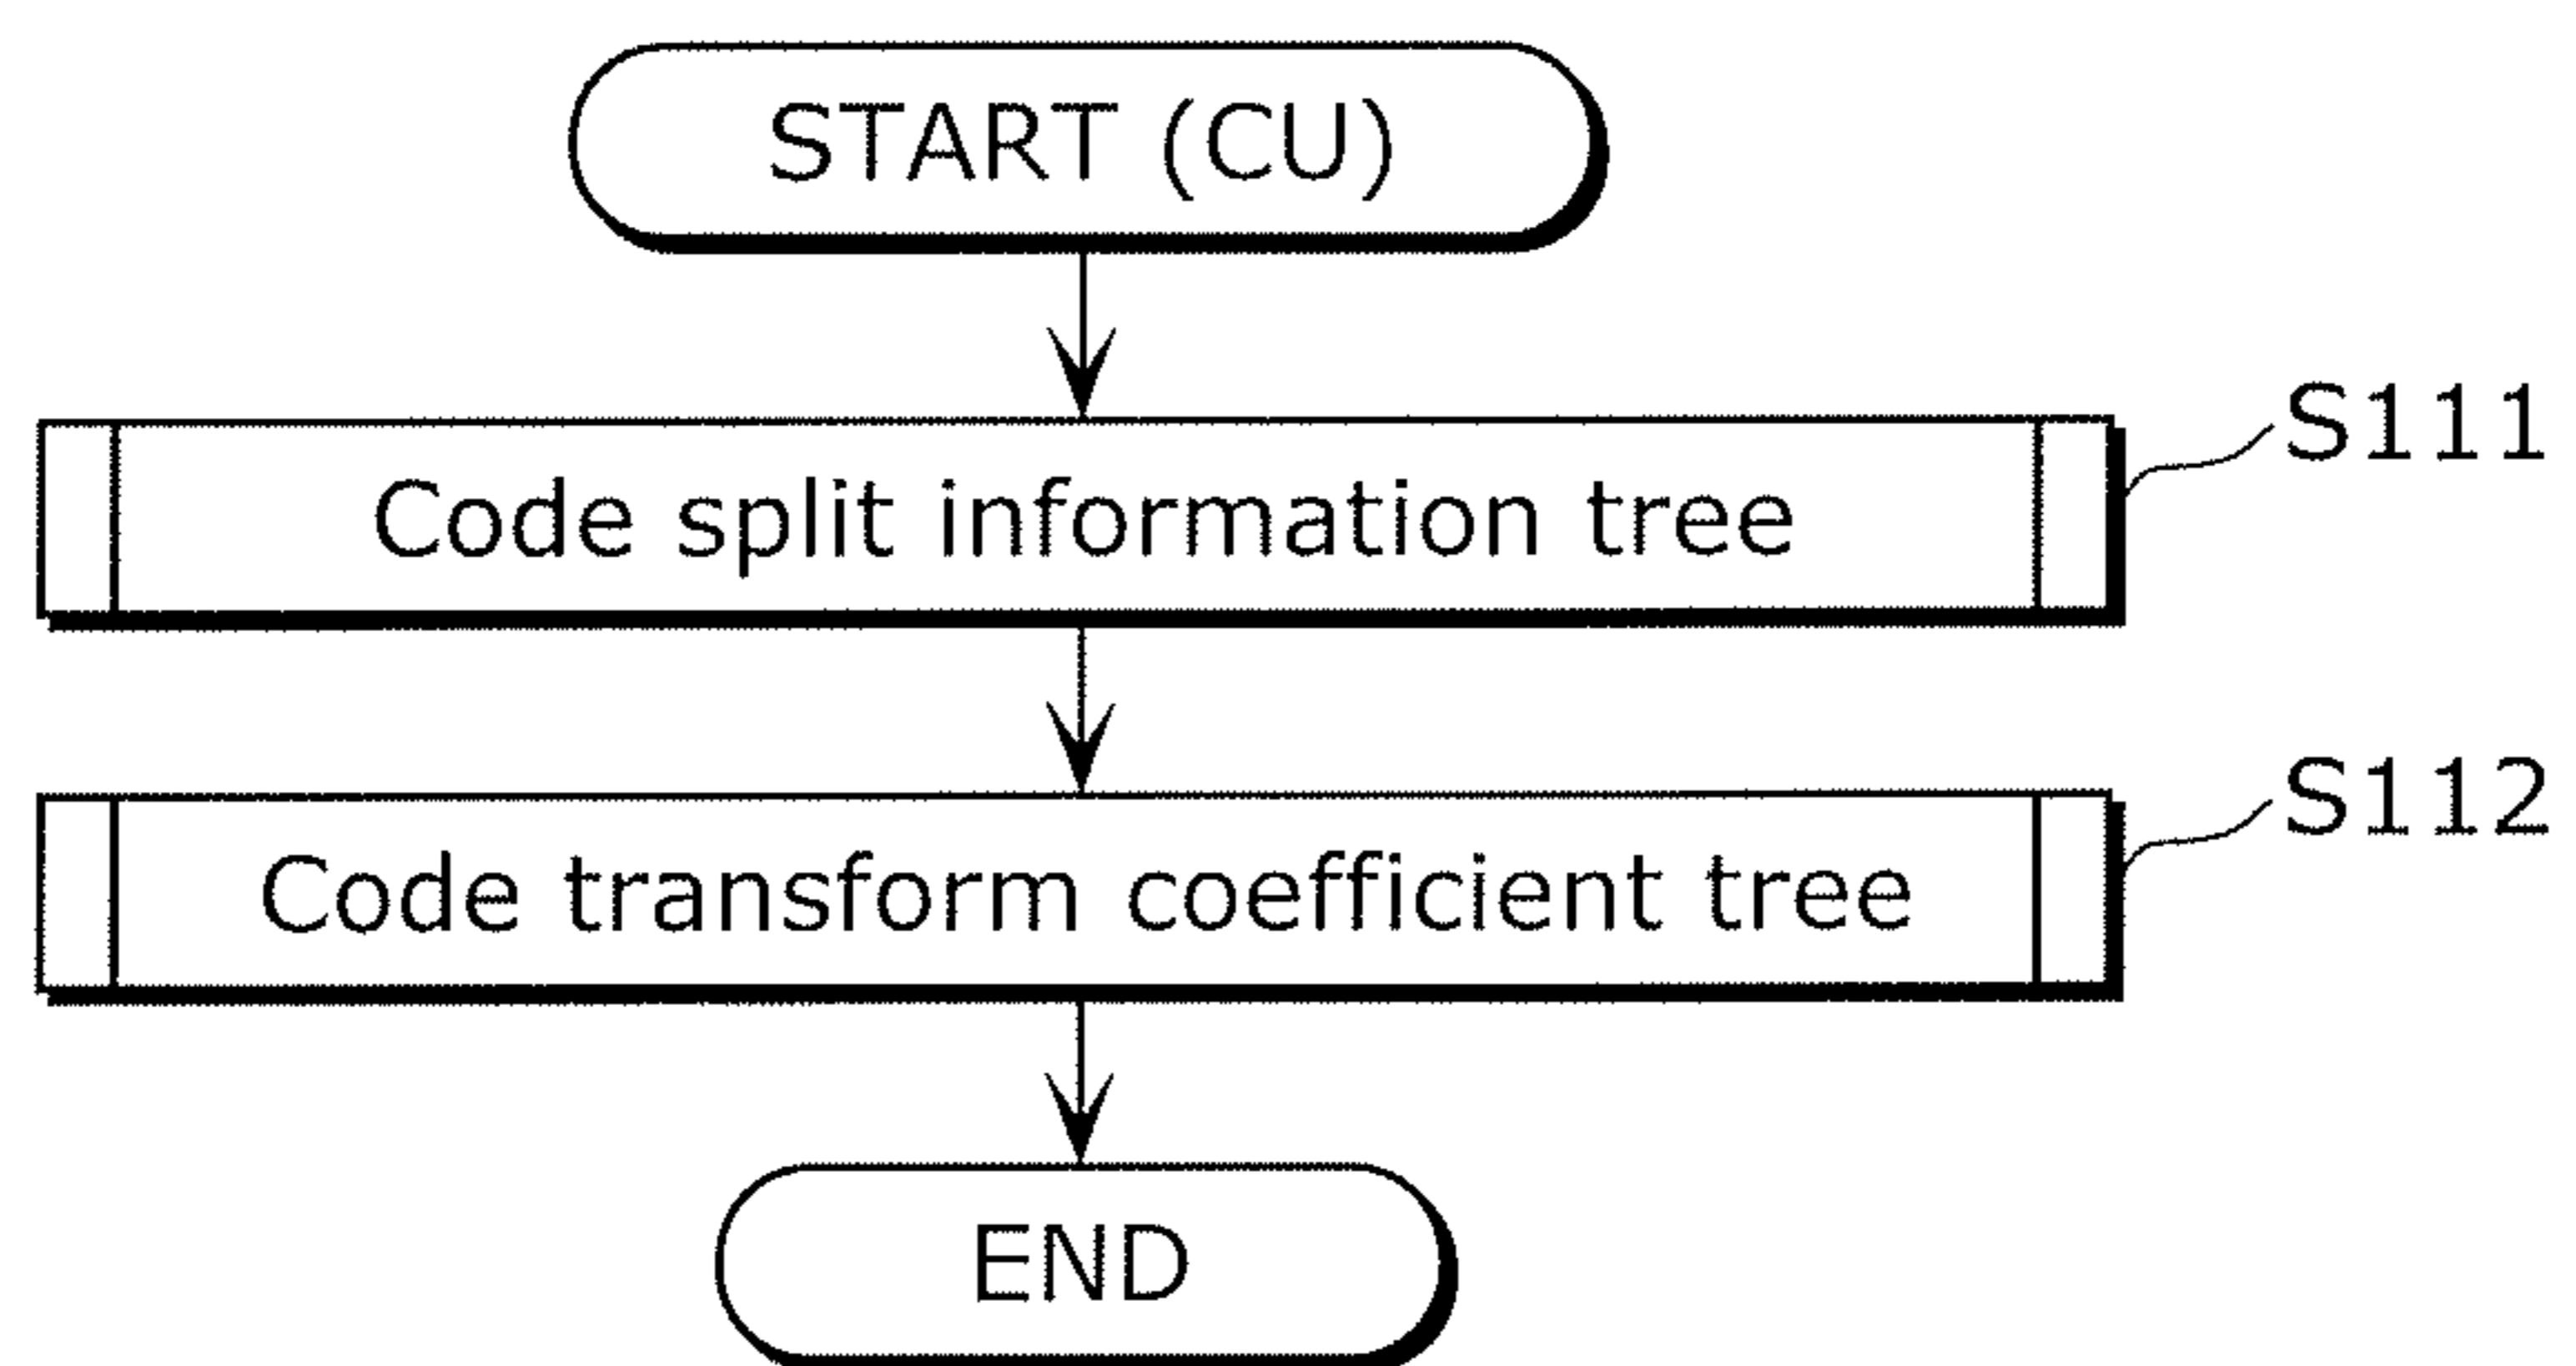 START (CU)
S111
Code split information tree
S112
Code transform coefficient tree
END